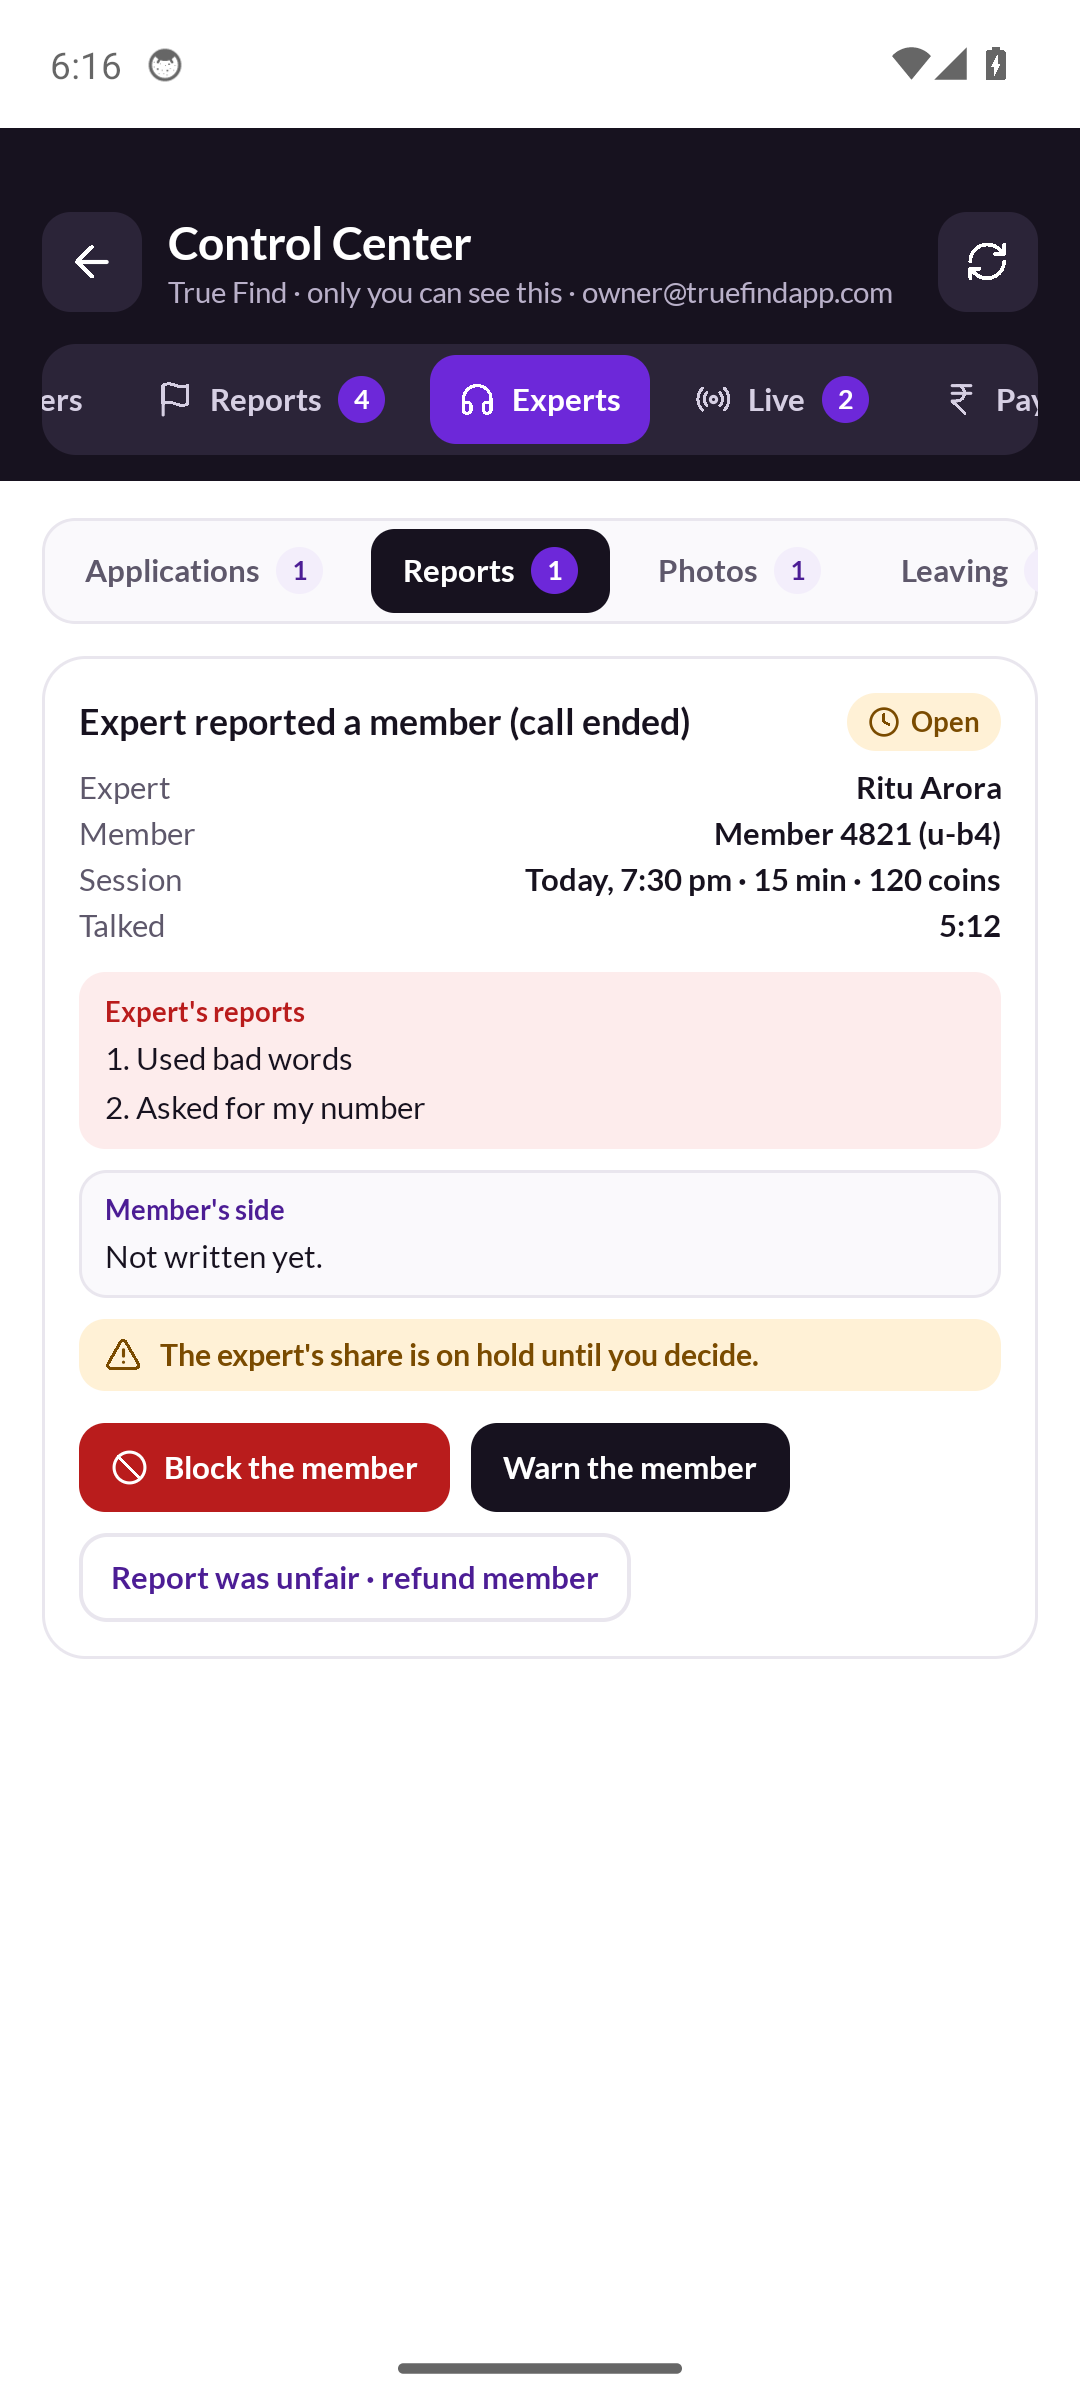 6:16
Control Center
True Find · only you can see this · owner@truefindapp.com
ers
Reports 4
Experts
Live 2
₹ Pay
Applications 1
Reports 1
Photos 1
Leaving
Expert reported a member (call ended)
Open
Expert Ritu Arora
Member Member 4821 (u-b4)
Session Today, 7:30 pm · 15 min · 120 coins
Talked 5:12
Expert's reports
1. Used bad words
2. Asked for my number
Member's side
Not written yet.
The expert's share is on hold until you decide.
Block the member
Warn the member
Report was unfair · refund member